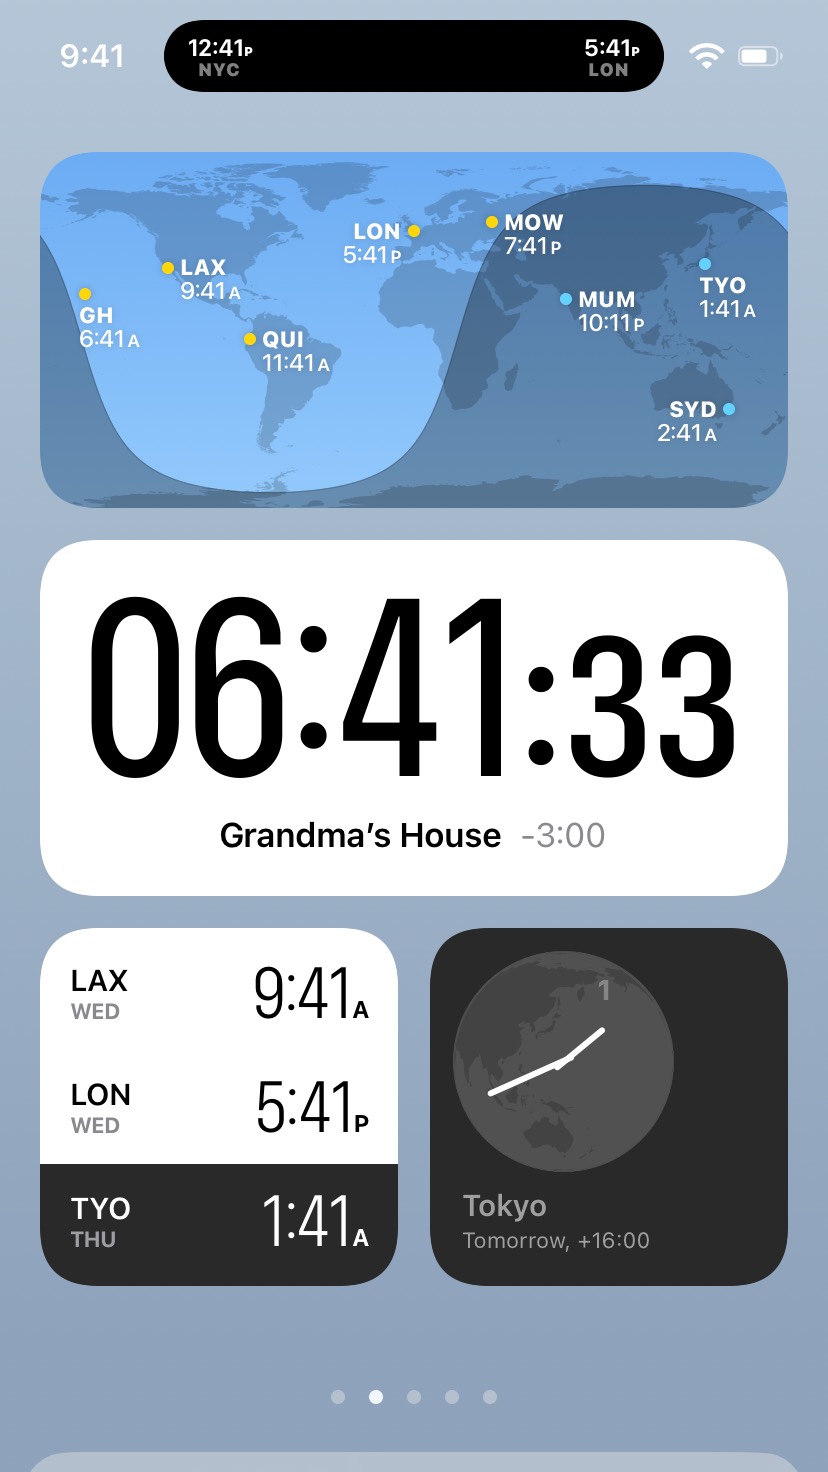 9:41
12:41P
NYC
5:41P
LON
LON
5:41P
MOW
7:41P
LAX
9:41A
GH
6:41A
QUI
11:41A
MUM
10:11P
TYO
1:41A
SYD
2:41A
06:41:33
Grandma’s House -3:00
LAX
WED
9:41A
LON
WED
5:41P
TYO
THU
1:41A
1
Tokyo
Tomorrow, +16:00